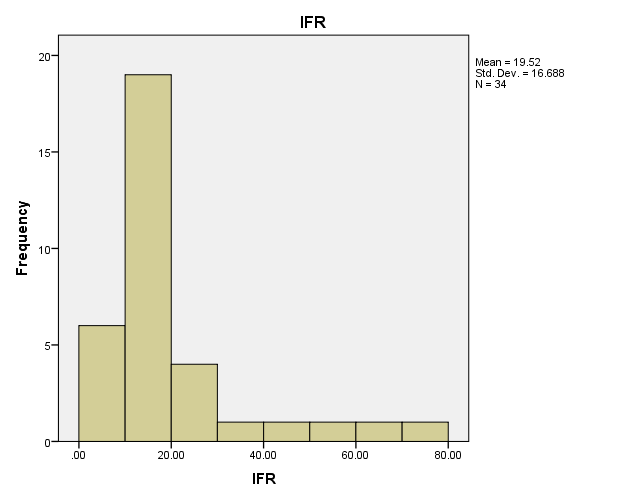 IFR
Mean = 19.52
Std. Dev. = 16.688
N = 34
Frequency
20
15
10
5
0
.00 20.00 40.00 60.00 80.00
IFR